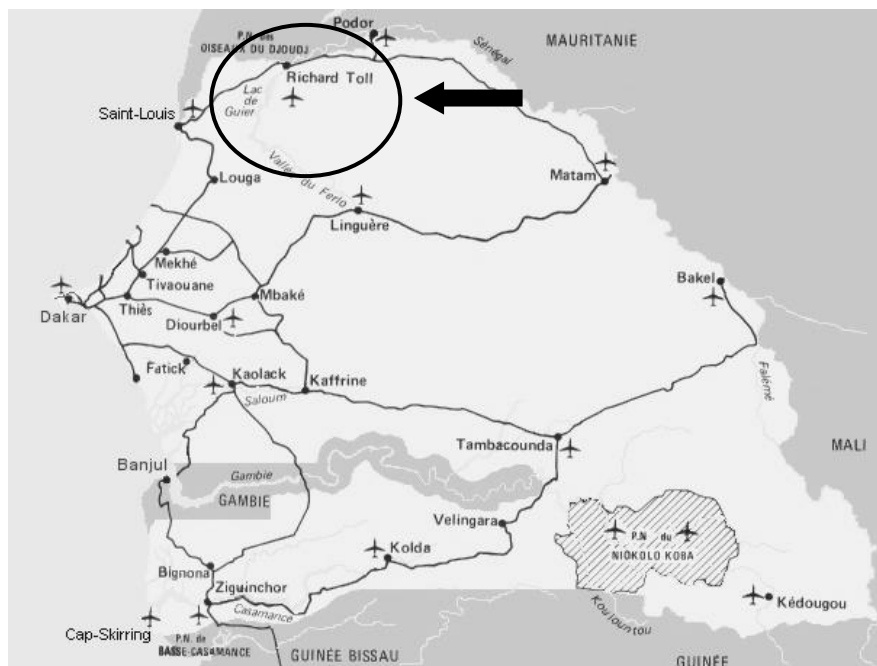 Podor
MAURITANIE
P.N. des
OISEAUX DU DJOUDJ
Sénégal
Richard Toll
Lac
de
Guier
Saint-Louis
Vallée du Ferlo
Matam
Louga
Linguère
Mekhé
Bakel
Tivaouane
Mbaké
Thiès
Dakar
Diourbel
Fatick
Kaolack
Kaffrine
Falémé
Saloum
Tambacounda
MALI
Banjul
Gambie
GAMBIE
Velingara
P.N. du
NIOKOLO KOBA
Kolda
Bignona
Ziguinchor
Kédougou
Casamance
Koulountou
Cap-Skirring
P.N. de
BASSE-CASAMANCE
GUINÉE BISSAU
GUINÉE